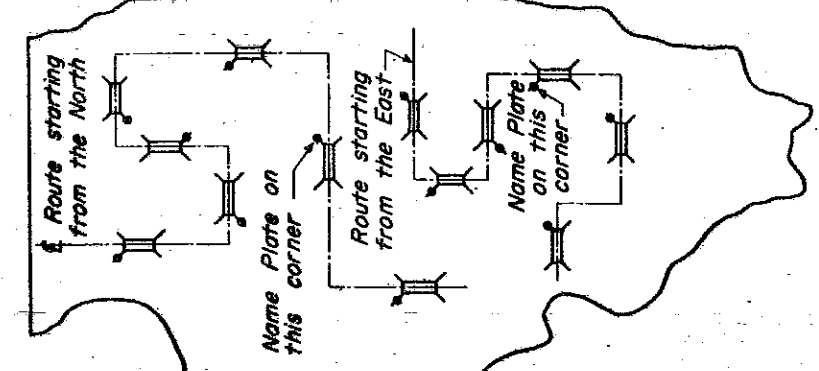 ℄ Route starting
from the North
Name Plate on
this corner
Route starting
from the East
Name Plate
on this
corner